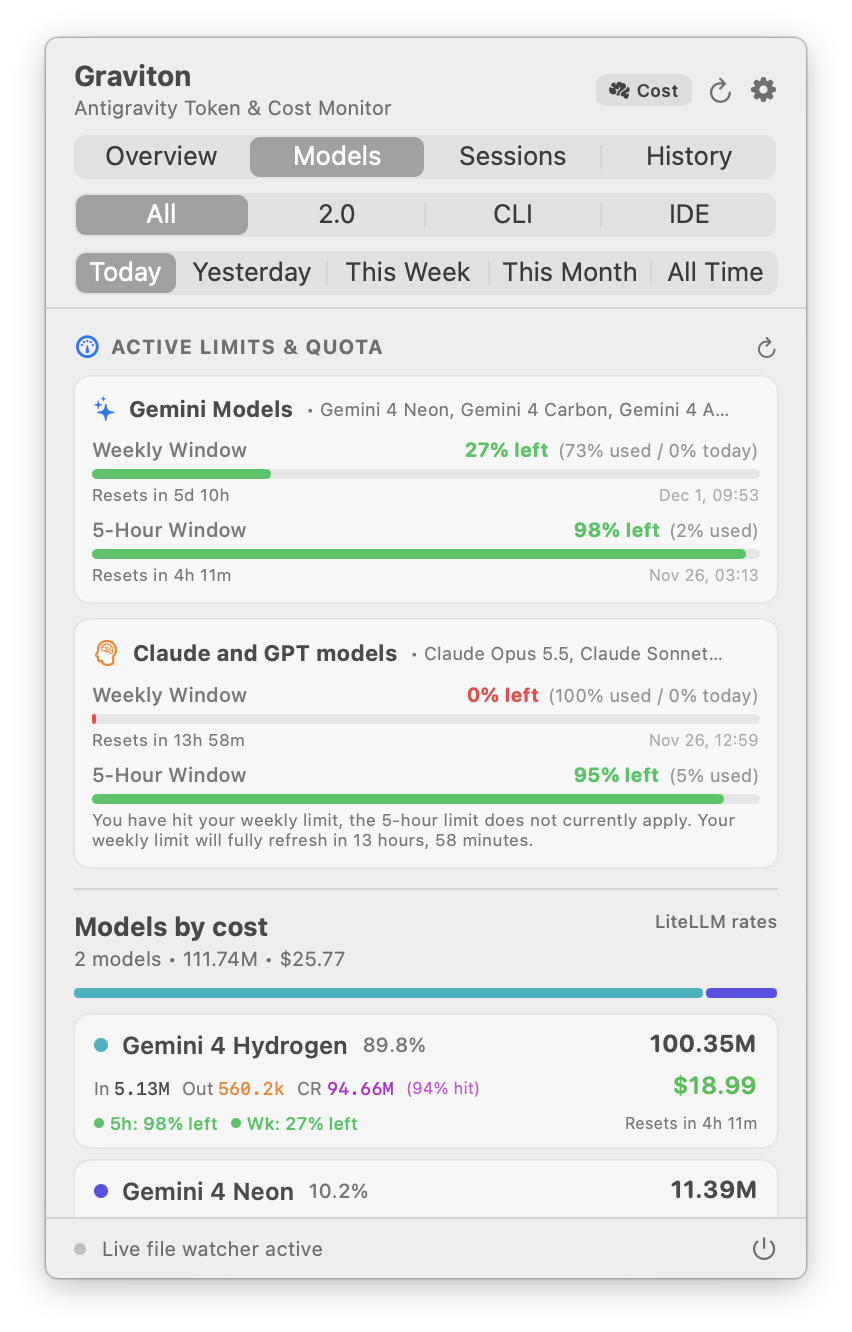 Graviton
Antigravity Token & Cost Monitor
Cost
Overview Models Sessions History
All 2.0 CLI IDE
Today Yesterday This Week This Month All Time
ACTIVE LIMITS & QUOTA
Gemini Models • Gemini 4 Neon, Gemini 4 Carbon, Gemini 4 A...
Weekly Window 27% left (73% used / 0% today)
Resets in 5d 10h Dec 1, 09:53
5-Hour Window 98% left (2% used)
Resets in 4h 11m Nov 26, 03:13
Claude and GPT models • Claude Opus 5.5, Claude Sonnet...
Weekly Window 0% left (100% used / 0% today)
Resets in 13h 58m Nov 26, 12:59
5-Hour Window 95% left (5% used)
You have hit your weekly limit, the 5-hour limit does not currently apply. Your
weekly limit will fully refresh in 13 hours, 58 minutes.
Models by cost LiteLLM rates
2 models • 111.74M • $25.77
Gemini 4 Hydrogen 89.8% 100.35M
In 5.13M Out 560.2k CR 94.66M (94% hit) $18.99
5h: 98% left Wk: 27% left Resets in 4h 11m
Gemini 4 Neon 10.2% 11.39M
Live file watcher active